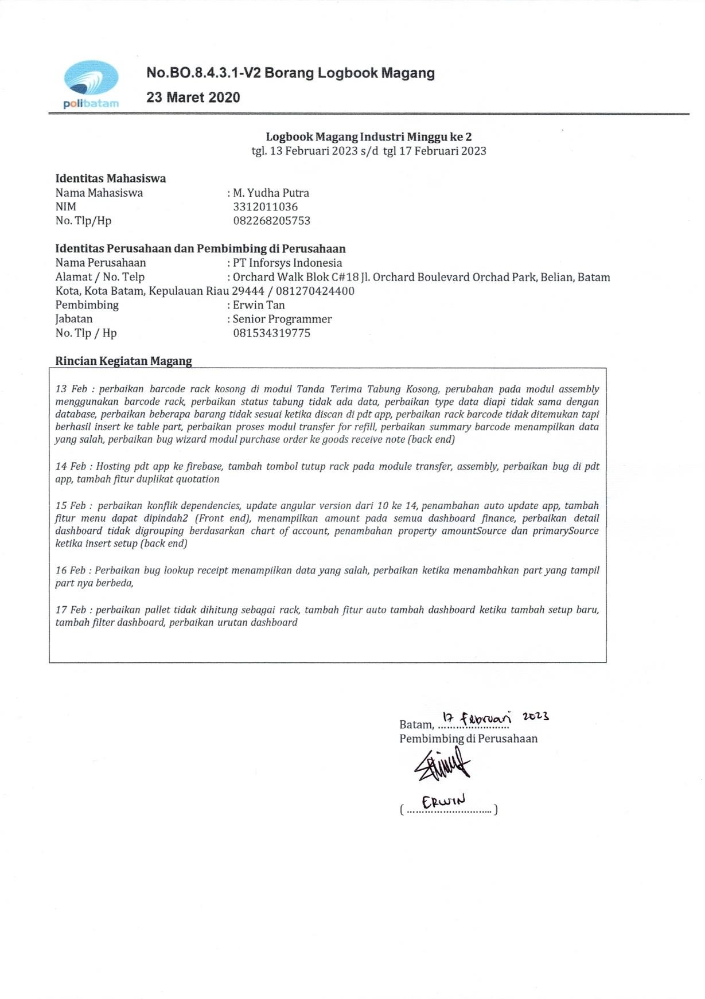 No.BO.8.4.3.1-V2 Borang Logbook Magang
23 Maret 2020
polibatam
Logbook Magang Industri Minggu ke 2
tgl. 13 Februari 2023 s/d tgl 17 Februari 2023
Identitas Mahasiswa
Nama Mahasiswa : M. Yudha Putra
NIM 3312011036
No. Tlp/Hp 082268205753
Identitas Perusahaan dan Pembimbing di Perusahaan
Nama Perusahaan : PT Inforsys Indonesia
Alamat / No. Telp : Orchard Walk Blok C#18 Jl. Orchard Boulevard Orchad Park, Belian, Batam
Kota, Kota Batam, Kepulauan Riau 29444 / 081270424400
Pembimbing : Erwin Tan
Jabatan : Senior Programmer
No. Tlp / Hp 081534319775
Rincian Kegiatan Magang
13 Feb : perbaikan barcode rack kosong di modul Tanda Terima Tabung Kosong, perubahan pada modul assembly
menggunakan barcode rack, perbaikan status tabung tidak ada data, perbaikan type data diapi tidak sama dengan
database, perbaikan beberapa barang tidak sesuai ketika discan di pdt app, perbaikan rack barcode tidak ditemukan tapi
berhasil insert ke table part, perbaikan proses modul transfer for refill, perbaikan summary barcode menampilkan data
yang salah, perbaikan bug wizard modul purchase order ke goods receive note (back end)
14 Feb : Hosting pdt app ke firebase, tambah tombol tutup rack pada module transfer, assembly, perbaikan bug di pdt
app, tambah fitur duplikat quotation
15 Feb : perbaikan konflik dependencies, update angular version dari 10 ke 14, penambahan auto update app, tambah
fitur menu dapat dipindah2 (Front end), menampilkan amount pada semua dashboard finance, perbaikan detail
dashboard tidak digrouping berdasarkan chart of account, penambahan property amountSource dan primarySource
ketika insert setup (back end)
16 Feb : Perbaikan bug lookup receipt menampilkan data yang salah, perbaikan ketika menambahkan part yang tampil
part nya berbeda,
17 Feb : perbaikan pallet tidak dihitung sebagai rack, tambah fitur auto tambah dashboard ketika tambah setup baru,
tambah filter dashboard, perbaikan urutan dashboard
Batam, 17 Februari 2023
Pembimbing di Perusahaan
( ERWIN )